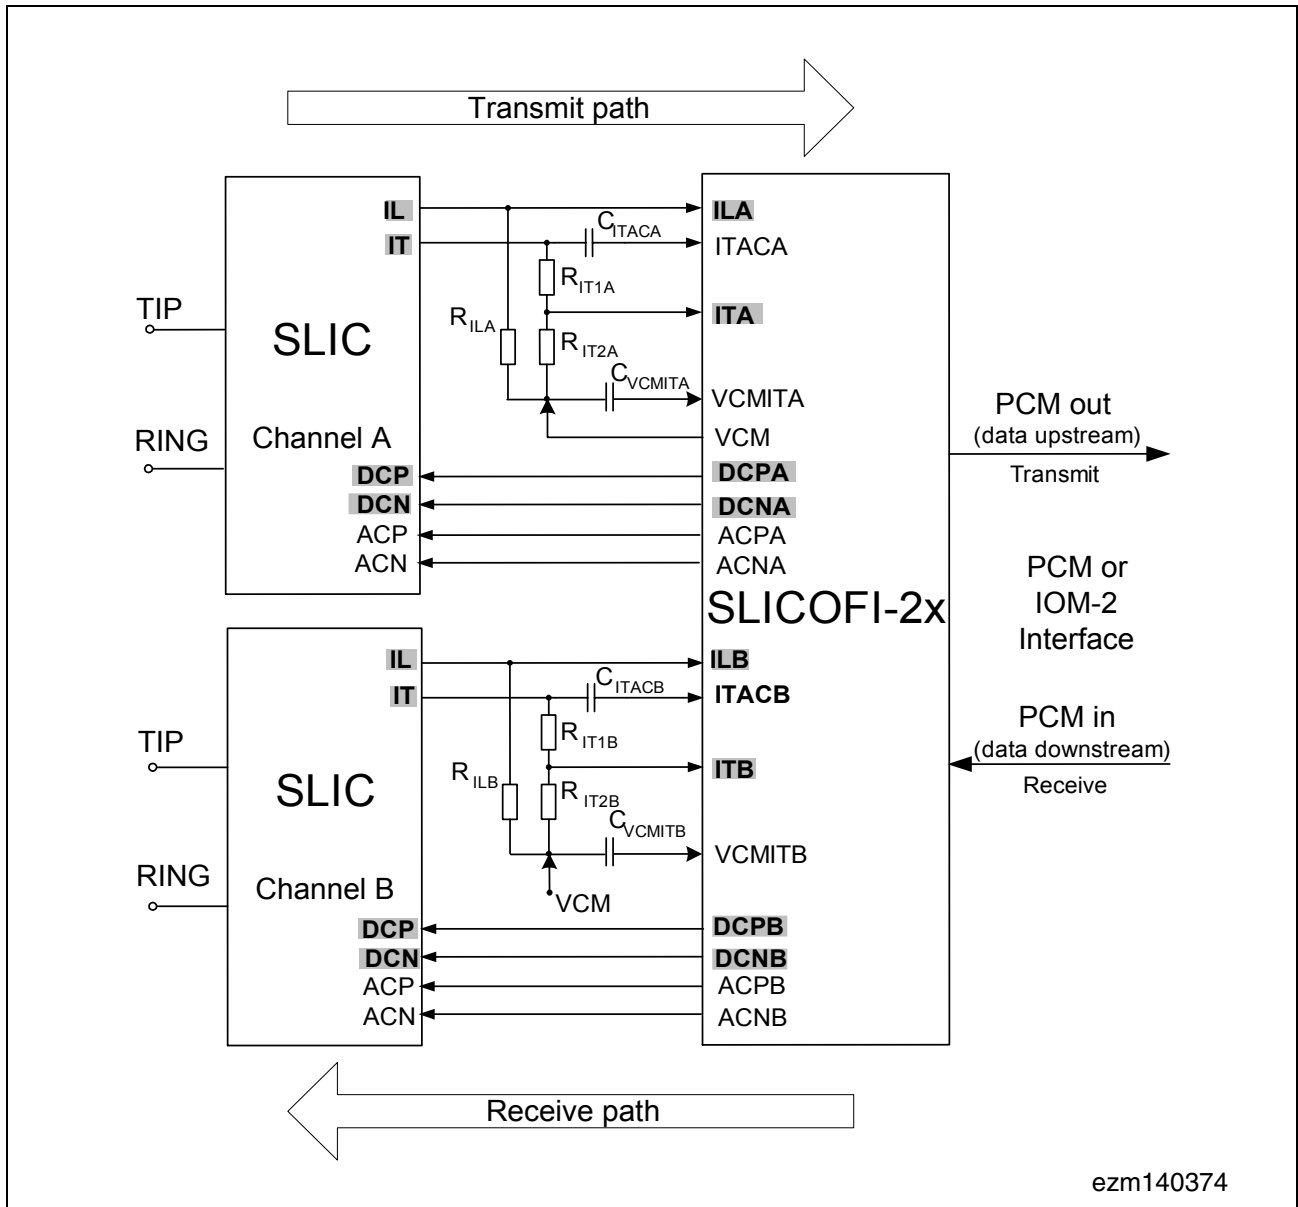 Transmit path
IL
IT
C ITACA
ILA
ITACA
R IT1A
ITA
TIP
SLIC
R ILA
R IT2A
C VCMITA
VCMITA
VCM
RING
Channel A
DCP
DCN
ACP
ACN
DCPA
DCNA
ACPA
ACNA
SLICOFI-2x
PCM out
(data upstream)
Transmit
PCM or
IOM-2
Interface
PCM in
(data downstream)
Receive
IL
IT
C ITACB
ILB
ITACB
R IT1B
ITB
TIP
SLIC
R ILB
R IT2B
C VCMITB
VCMITB
VCM
RING
Channel B
DCP
DCN
ACP
ACN
DCPB
DCNB
ACPB
ACNB
Receive path
ezm140374